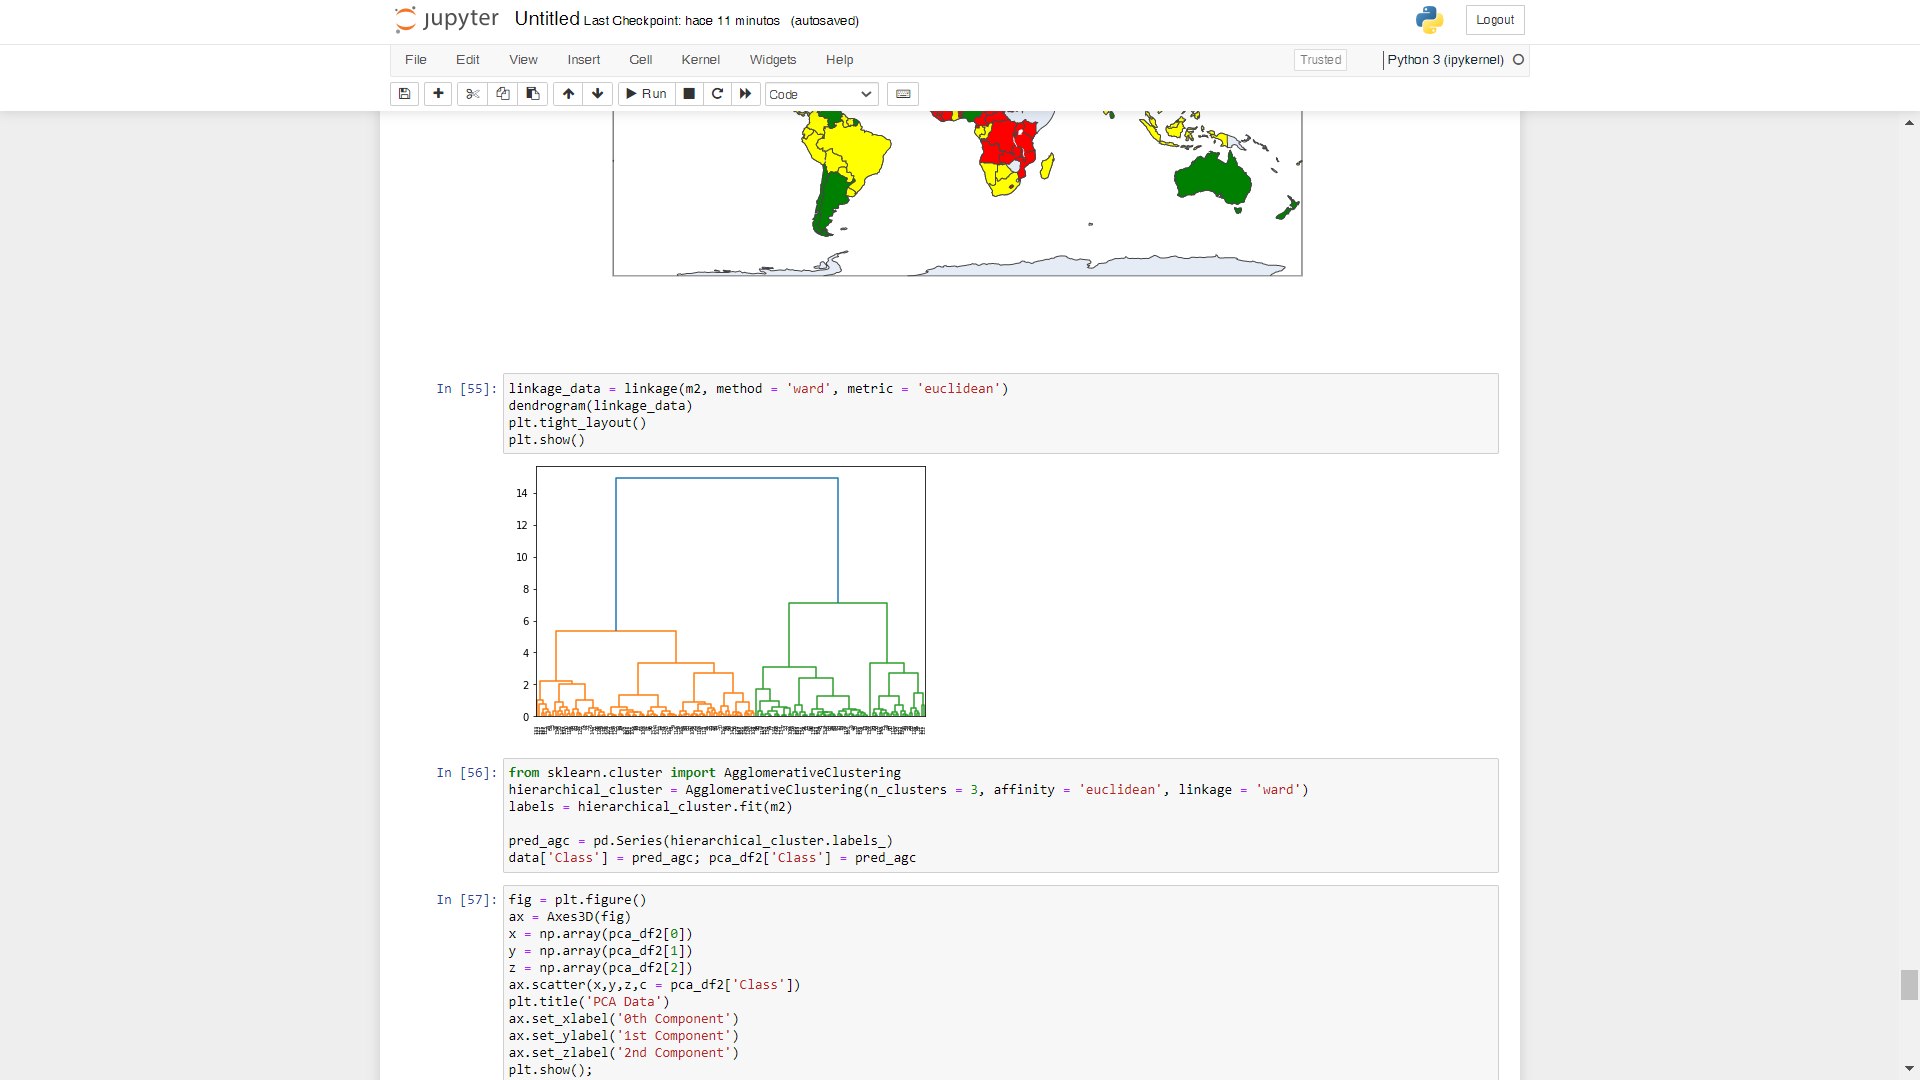 jupyter Untitled Last Checkpoint: hace 11 minutos (autosaved) Logout
File Edit View Insert Cell Kernel Widgets Help Trusted Python 3 (ipykernel)
Run Code
In [55]: linkage_data = linkage(m2, method = 'ward', metric = 'euclidean')
dendrogram(linkage_data)
plt.tight_layout()
plt.show()
14
12
10
8
6
4
2
0
In [56]: from sklearn.cluster import AgglomerativeClustering
hierarchical_cluster = AgglomerativeClustering(n_clusters = 3, affinity = 'euclidean', linkage = 'ward')
labels = hierarchical_cluster.fit(m2)
pred_agc = pd.Series(hierarchical_cluster.labels_)
data['Class'] = pred_agc; pca_df2['Class'] = pred_agc
In [57]: fig = plt.figure()
ax = Axes3D(fig)
x = np.array(pca_df2[0])
y = np.array(pca_df2[1])
z = np.array(pca_df2[2])
ax.scatter(x,y,z,c = pca_df2['Class'])
plt.title('PCA Data')
ax.set_xlabel('0th Component')
ax.set_ylabel('1st Component')
ax.set_zlabel('2nd Component')
plt.show();